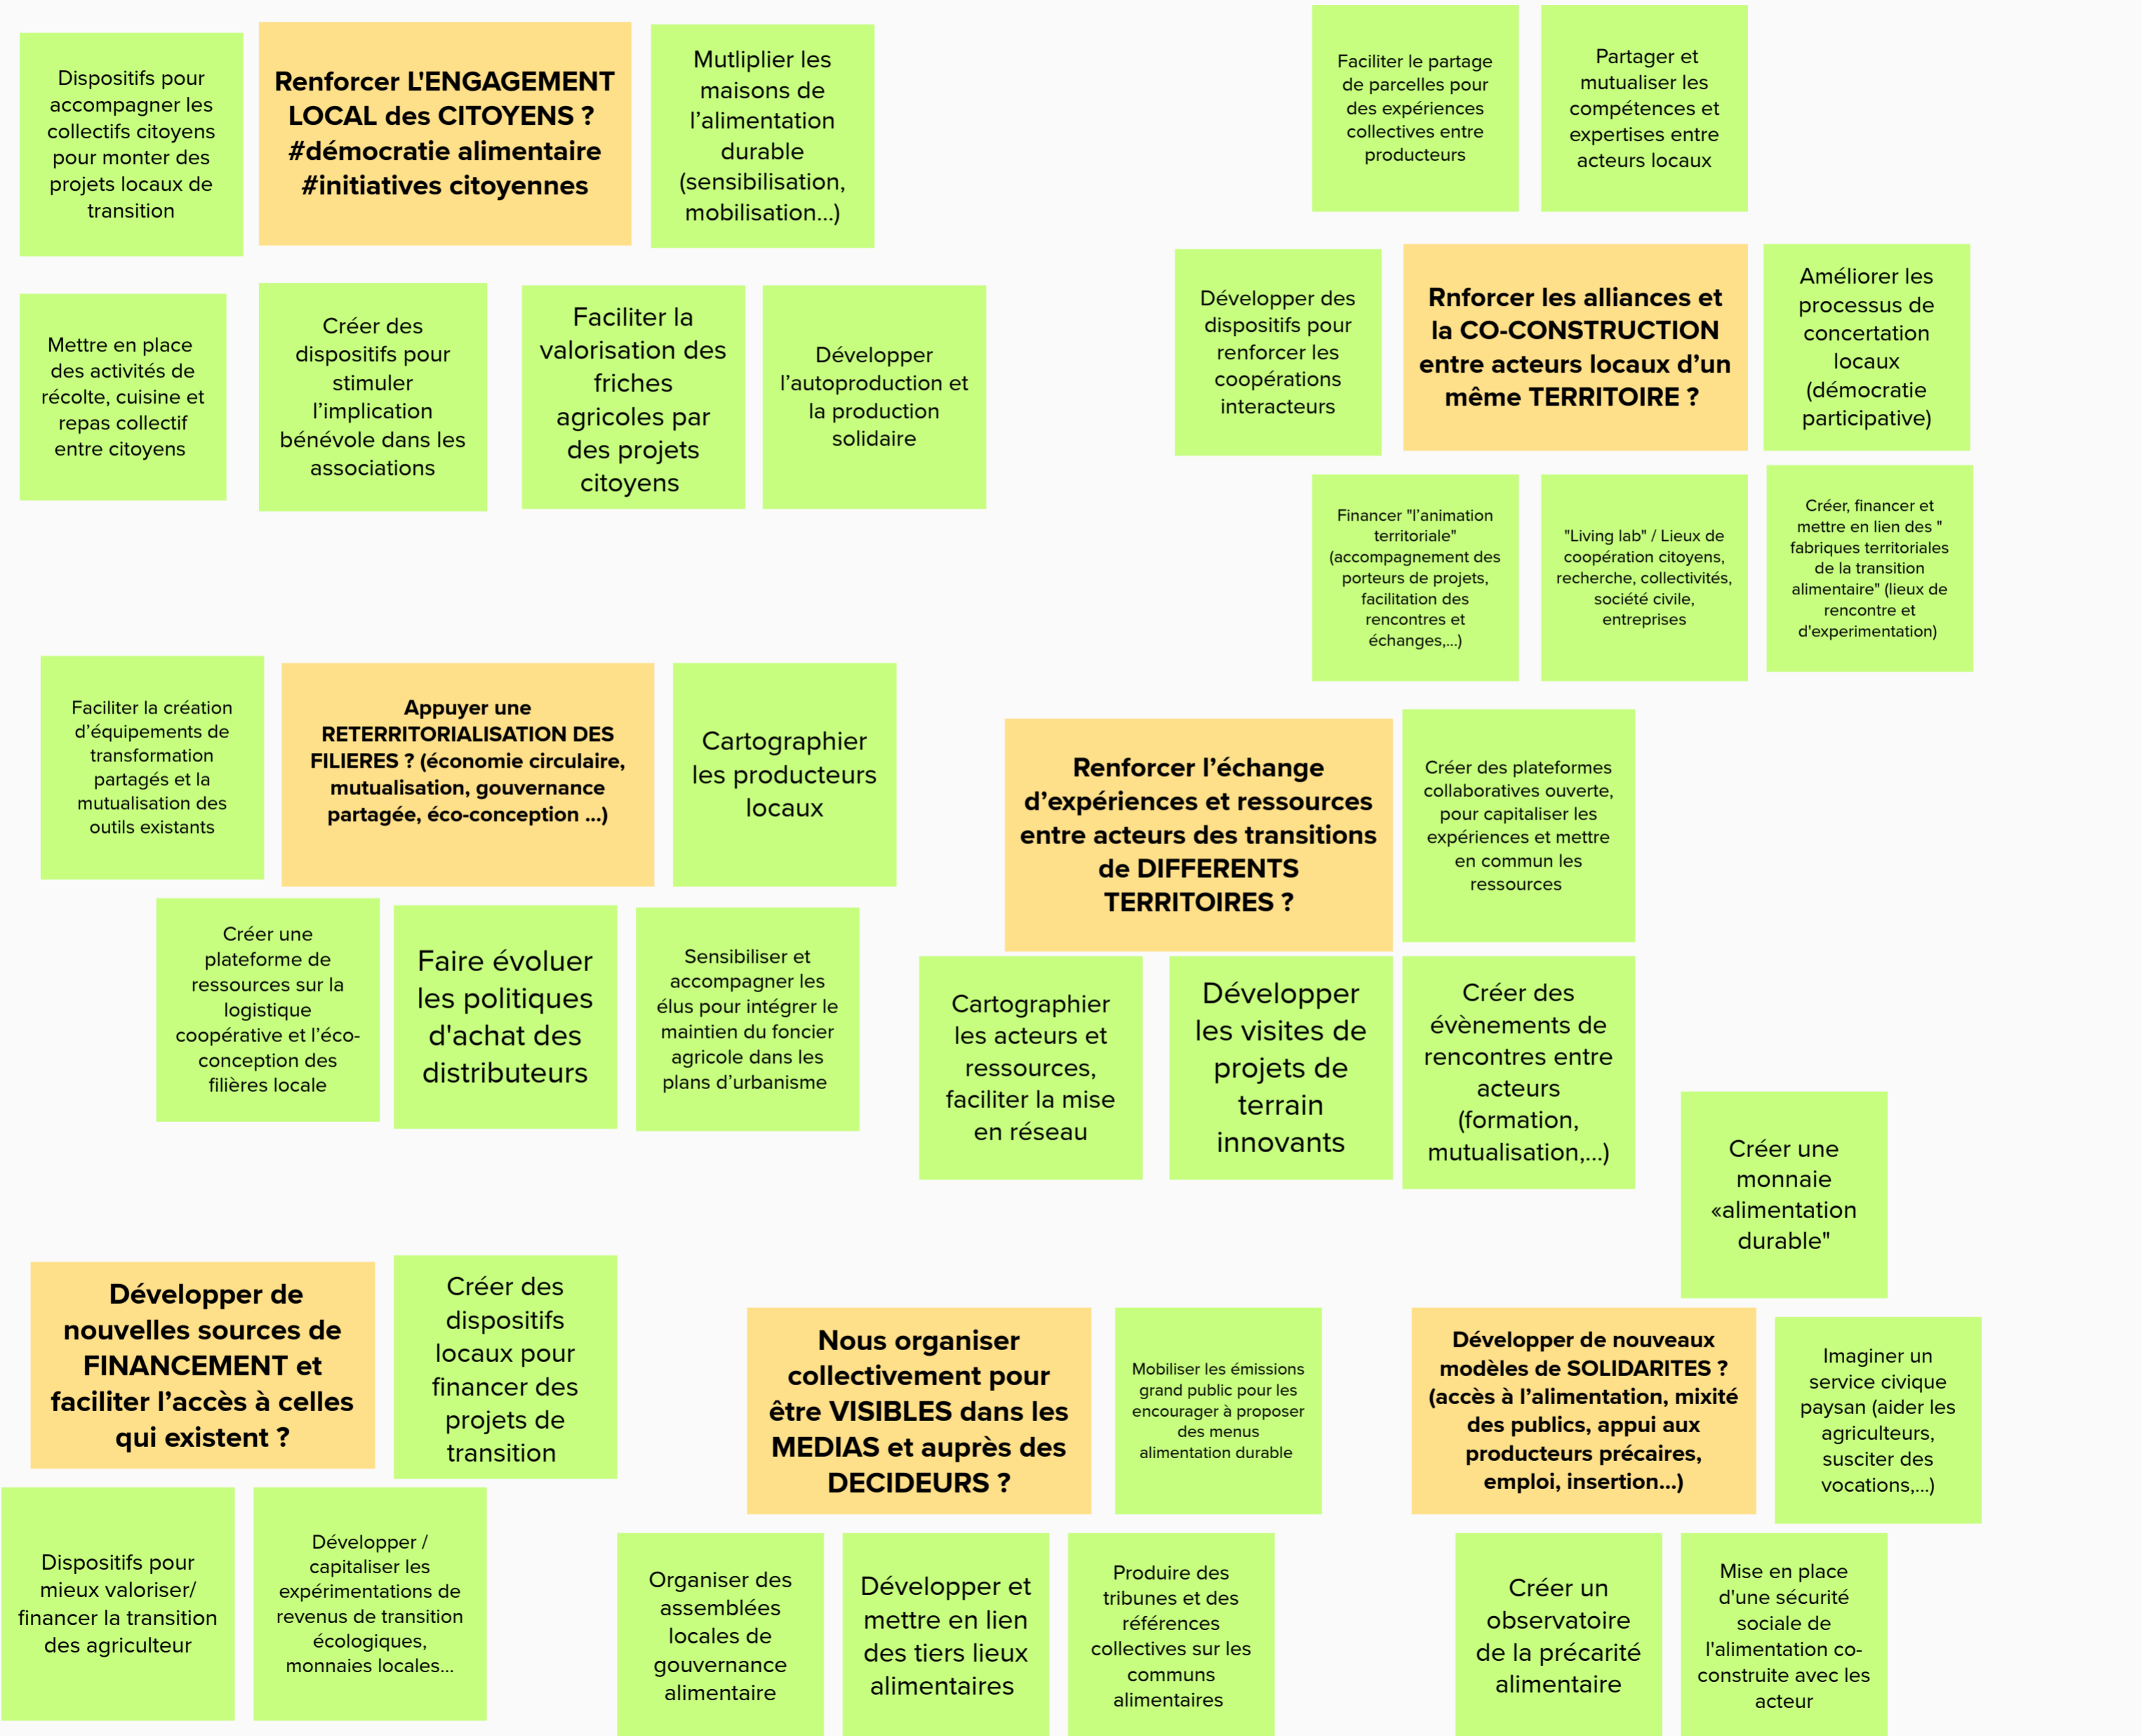 Dispositifs pour
accompagner les
collectifs citoyens
pour monter des
projets locaux de
transition
Renforcer L'ENGAGEMENT
LOCAL des CITOYENS ?
#démocratie alimentaire
#initiatives citoyennes
Mutliplier les
maisons de
l’alimentation
durable
(sensibilisation,
mobilisation...)
Mettre en place
des activités de
récolte, cuisine et
repas collectif
entre citoyens
Créer des
dispositifs pour
stimuler
l’implication
bénévole dans les
associations
Faciliter la
valorisation des
friches
agricoles par
des projets
citoyens
Développer
l’autoproduction et
la production
solidaire
Faciliter le partage
de parcelles pour
des expériences
collectives entre
producteurs
Partager et
mutualiser les
compétences et
expertises entre
acteurs locaux
Développer des
dispositifs pour
renforcer les
coopérations
interacteurs
Rnforcer les alliances et
la CO-CONSTRUCTION
entre acteurs locaux d’un
même TERRITOIRE ?
Améliorer les
processus de
concertation
locaux
(démocratie
participative)
Financer "l’animation
territoriale"
(accompagnement des
porteurs de projets,
facilitation des
rencontres et
échanges,...)
"Living lab" / Lieux de
coopération citoyens,
recherche, collectivités,
société civile,
entreprises
Créer, financer et
mettre en lien des "
fabriques territoriales
de la transition
alimentaire" (lieux de
rencontre et
d'experimentation)
Faciliter la création
d’équipements de
transformation
partagés et la
mutualisation des
outils existants
Appuyer une
RETERRITORIALISATION DES
FILIERES ? (économie circulaire,
mutualisation, gouvernance
partagée, éco-conception ...)
Cartographier
les producteurs
locaux
Créer une
plateforme de
ressources sur la
logistique
coopérative et l’éco-
conception des
filières locale
Faire évoluer
les politiques
d'achat des
distributeurs
Sensibiliser et
accompagner les
élus pour intégrer le
maintien du foncier
agricole dans les
plans d’urbanisme
Renforcer l’échange
d’expériences et ressources
entre acteurs des transitions
de DIFFERENTS
TERRITOIRES ?
Créer des plateformes
collaboratives ouverte,
pour capitaliser les
expériences et mettre
en commun les
ressources
Cartographier
les acteurs et
ressources,
faciliter la mise
en réseau
Développer
les visites de
projets de
terrain
innovants
Créer des
évènements de
rencontres entre
acteurs
(formation,
mutualisation,...)
Développer de
nouvelles sources de
FINANCEMENT et
faciliter l’accès à celles
qui existent ?
Créer des
dispositifs
locaux pour
financer des
projets de
transition
Dispositifs pour
mieux valoriser/
financer la transition
des agriculteur
Développer /
capitaliser les
expérimentations de
revenus de transition
écologiques,
monnaies locales...
Nous organiser
collectivement pour
être VISIBLES dans les
MEDIAS et auprès des
DECIDEURS ?
Mobiliser les émissions
grand public pour les
encourager à proposer
des menus
alimentation durable
Organiser des
assemblées
locales de
gouvernance
alimentaire
Développer et
mettre en lien
des tiers lieux
alimentaires
Produire des
tribunes et des
références
collectives sur les
communs
alimentaires
Créer une
monnaie
«alimentation
durable"
Développer de nouveaux
modèles de SOLIDARITES ?
(accès à l’alimentation, mixité
des publics, appui aux
producteurs précaires,
emploi, insertion...)
Imaginer un
service civique
paysan (aider les
agriculteurs,
susciter des
vocations,...)
Créer un
observatoire
de la précarité
alimentaire
Mise en place
d'une sécurité
sociale de
l'alimentation co-
construite avec les
acteur